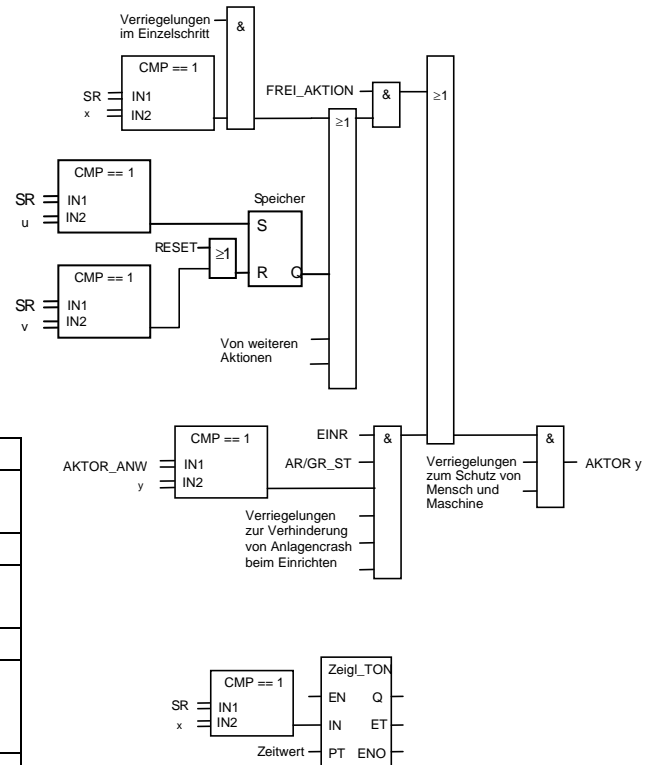 Verriegelungen
im Einzelschritt
&
CMP == 1
SR
IN1
x
IN2
FREI_AKTION
&
≥1
≥1
CMP == 1
SR
IN1
u
IN2
Speicher
S
RESET
≥1
R
Q
CMP == 1
SR
IN1
v
IN2
Von weiteren
Aktionen
CMP == 1
AKTOR_ANW
IN1
y
IN2
EINR
&
AR/GR_ST
Verriegelungen
zur Verhinderung
von Anlagencrash
beim Einrichten
Verriegelungen
zum Schutz von
Mensch und
Maschine
&
AKTOR y
CMP == 1
SR
IN1
x
IN2
Zeigl_TON
EN
Q
IN
ET
Zeitwert
PT
ENO